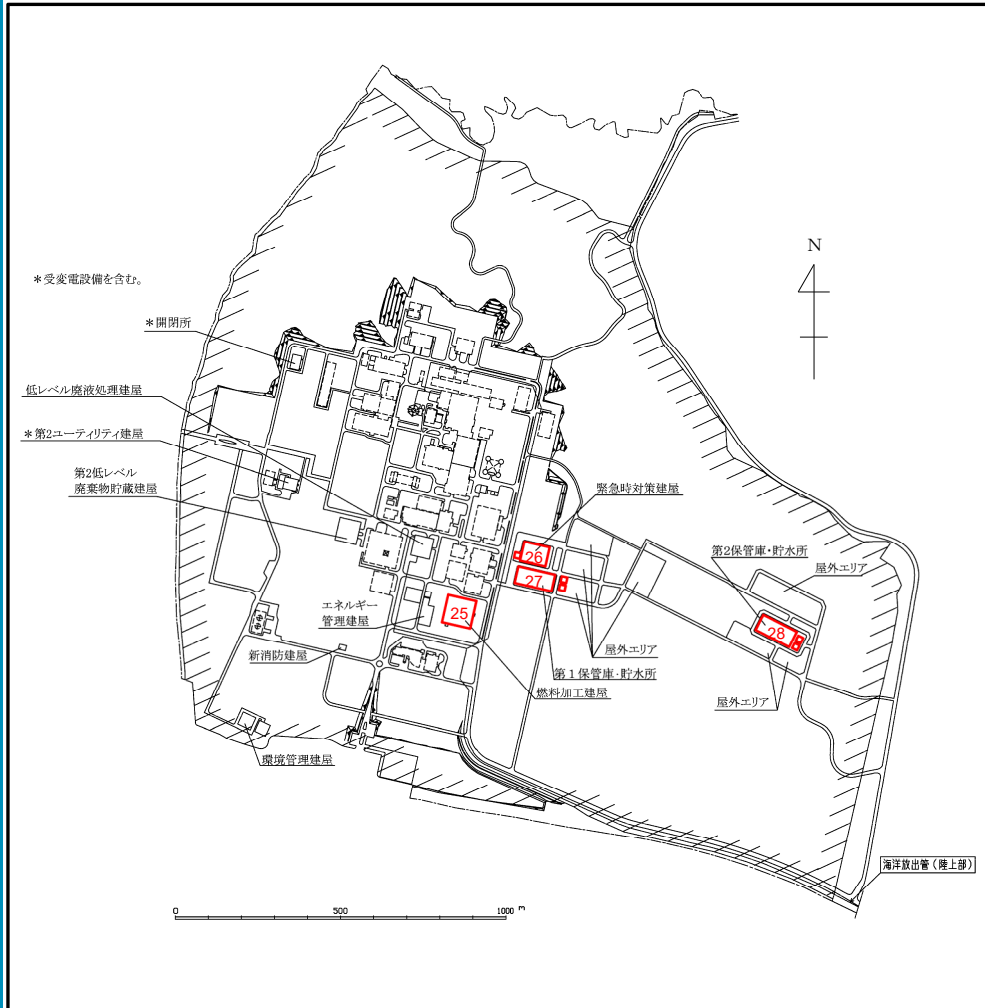 N
*受変電設備を含む。
*開閉所
低レベル廃液処理建屋
*第2ユーティリティ建屋
第2低レベル
廃棄物貯蔵建屋
緊急時対策建屋
第2保管庫・貯水所
屋外エリア
26
27
28
25
エネルギー
管理建屋
屋外エリア
新消防建屋
第1保管庫・貯水所
燃料加工建屋
屋外エリア
環境管理建屋
海洋放出管(陸上部)
0 500 1000 m